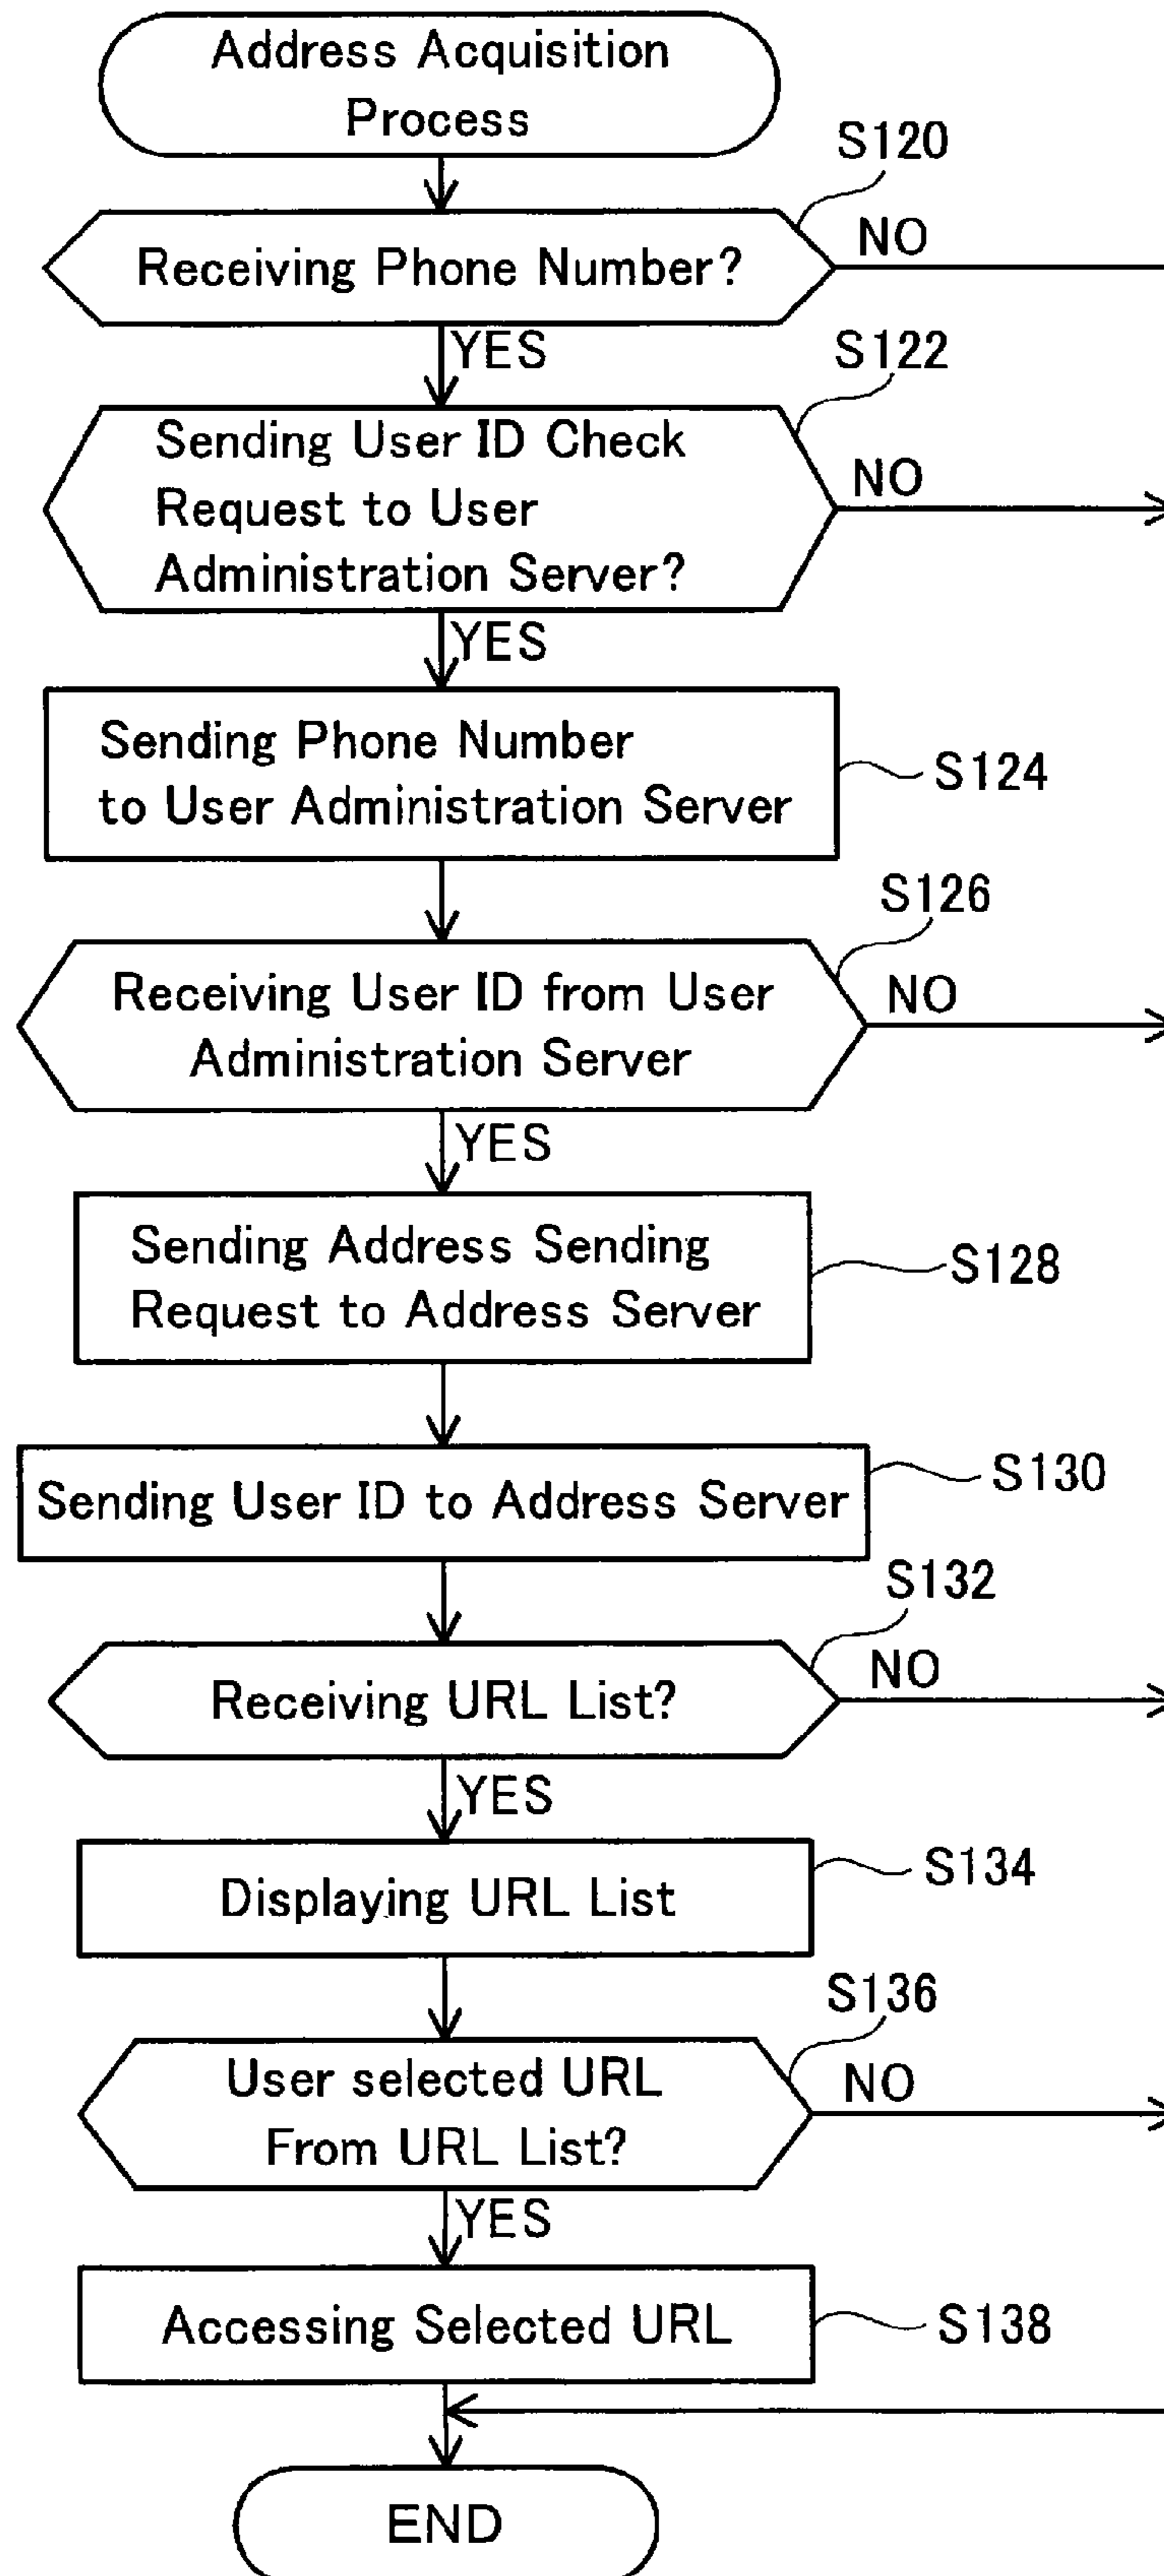 Address Acquisition
Process
S120
Receiving Phone Number?
NO
YES
S122
Sending User ID Check
Request to User
Administration Server?
NO
YES
Sending Phone Number
to User Administration Server
S124
S126
Receiving User ID from User
Administration Server
NO
YES
Sending Address Sending
Request to Address Server
S128
Sending User ID to Address Server
S130
S132
Receiving URL List?
NO
YES
Displaying URL List
S134
S136
User selected URL
From URL List?
NO
YES
Accessing Selected URL
S138
END